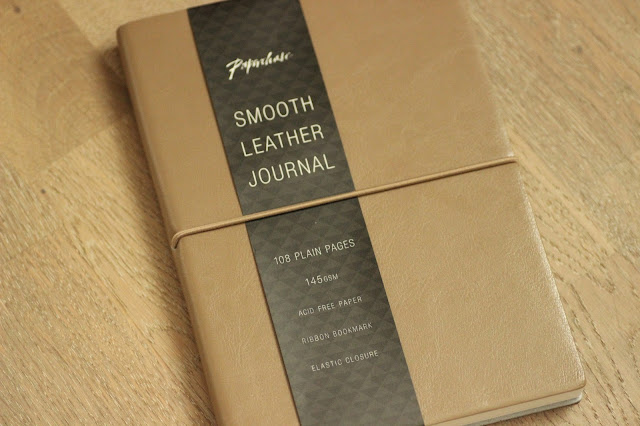 Paperchase
SMOOTH
LEATHER
JOURNAL
108 PLAIN PAGES
145GSM
ACID FREE PAPER
RIBBON BOOKMARK
ELASTIC CLOSURE